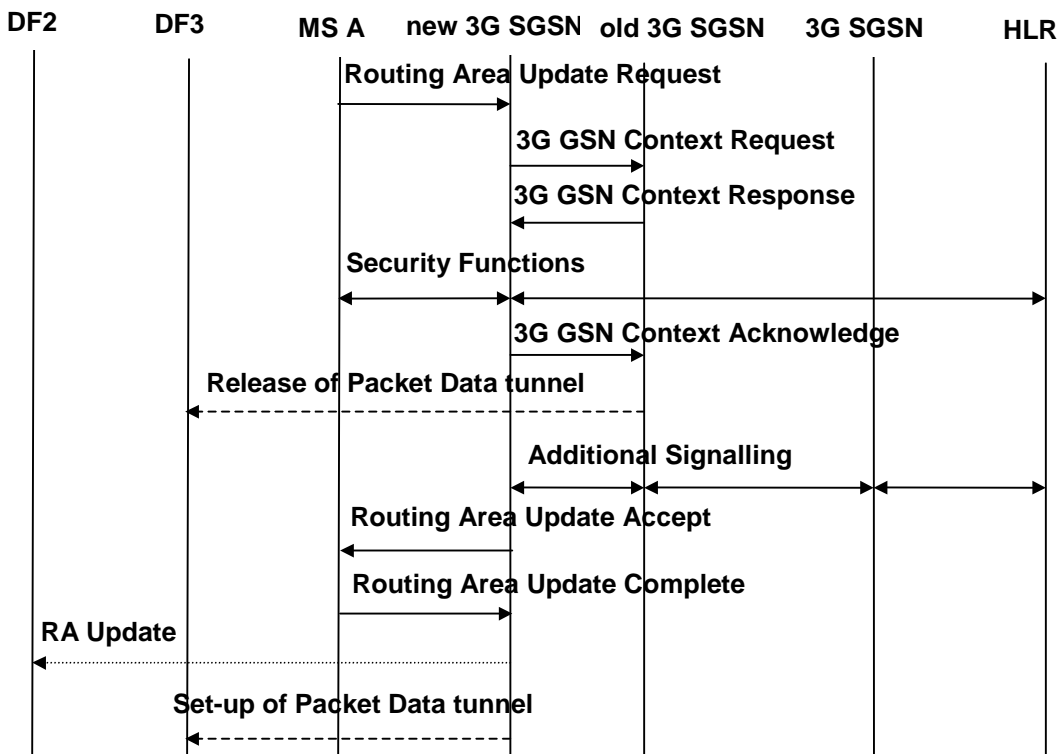 DF2 DF3 MS A new 3G SGSN old 3G SGSN 3G SGSN HLR
Routing Area Update Request
3G GSN Context Request
3G GSN Context Response
Security Functions
3G GSN Context Acknowledge
Release of Packet Data tunnel
Additional Signalling
Routing Area Update Accept
Routing Area Update Complete
RA Update
Set-up of Packet Data tunnel